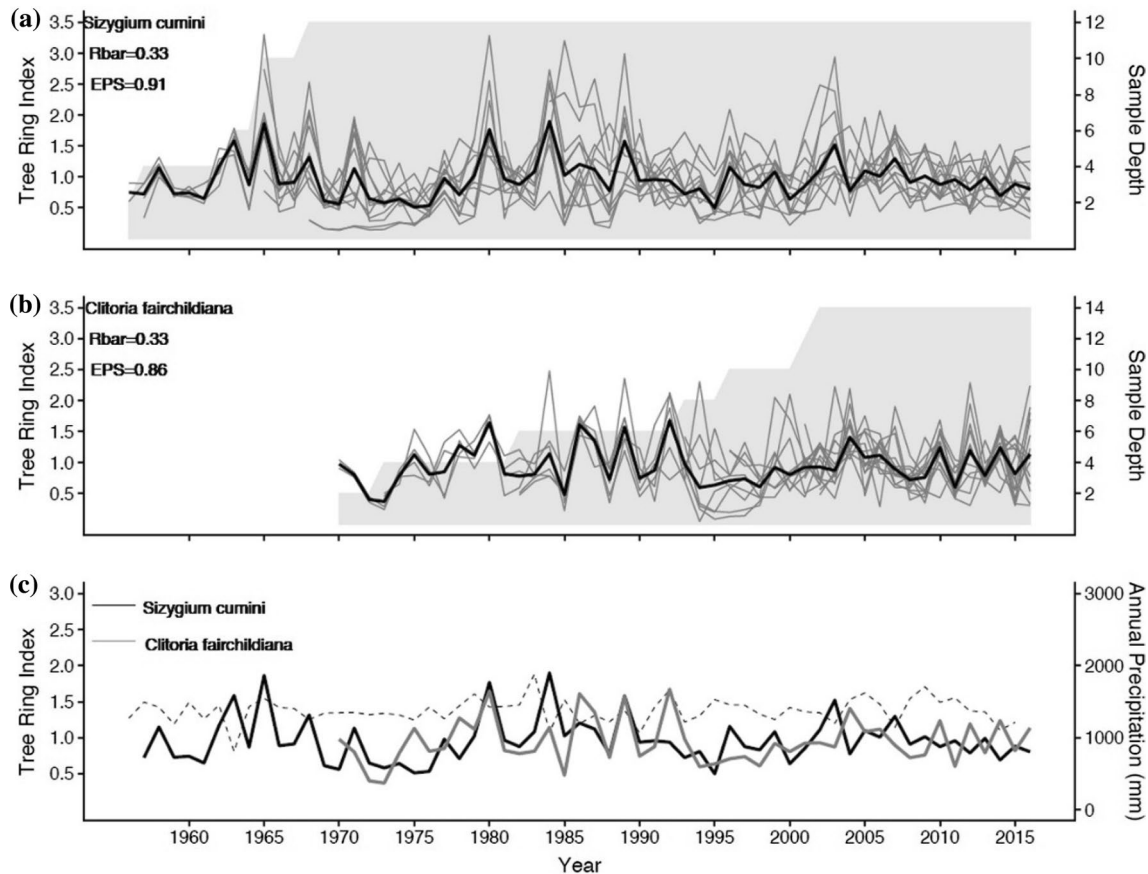 (a)
Sizygium cumini
Rbar=0.33
EPS=0.91
3.5
3.0
2.5
2.0
1.5
1.0
0.5
Tree Ring Index
12
10
8
6
4
2
Sample Depth
(b)
Clitoria fairchildiana
Rbar=0.33
EPS=0.86
3.5
3.0
2.5
2.0
1.5
1.0
0.5
Tree Ring Index
14
12
10
8
6
4
2
Sample Depth
(c)
Sizygium cumini
Clitoria fairchildiana
3.0
2.5
2.0
1.5
1.0
0.5
Tree Ring Index
3000
2000
1000
0
Annual Precipitation (mm)
1960 1965 1970 1975 1980 1985 1990 1995 2000 2005 2010 2015
Year